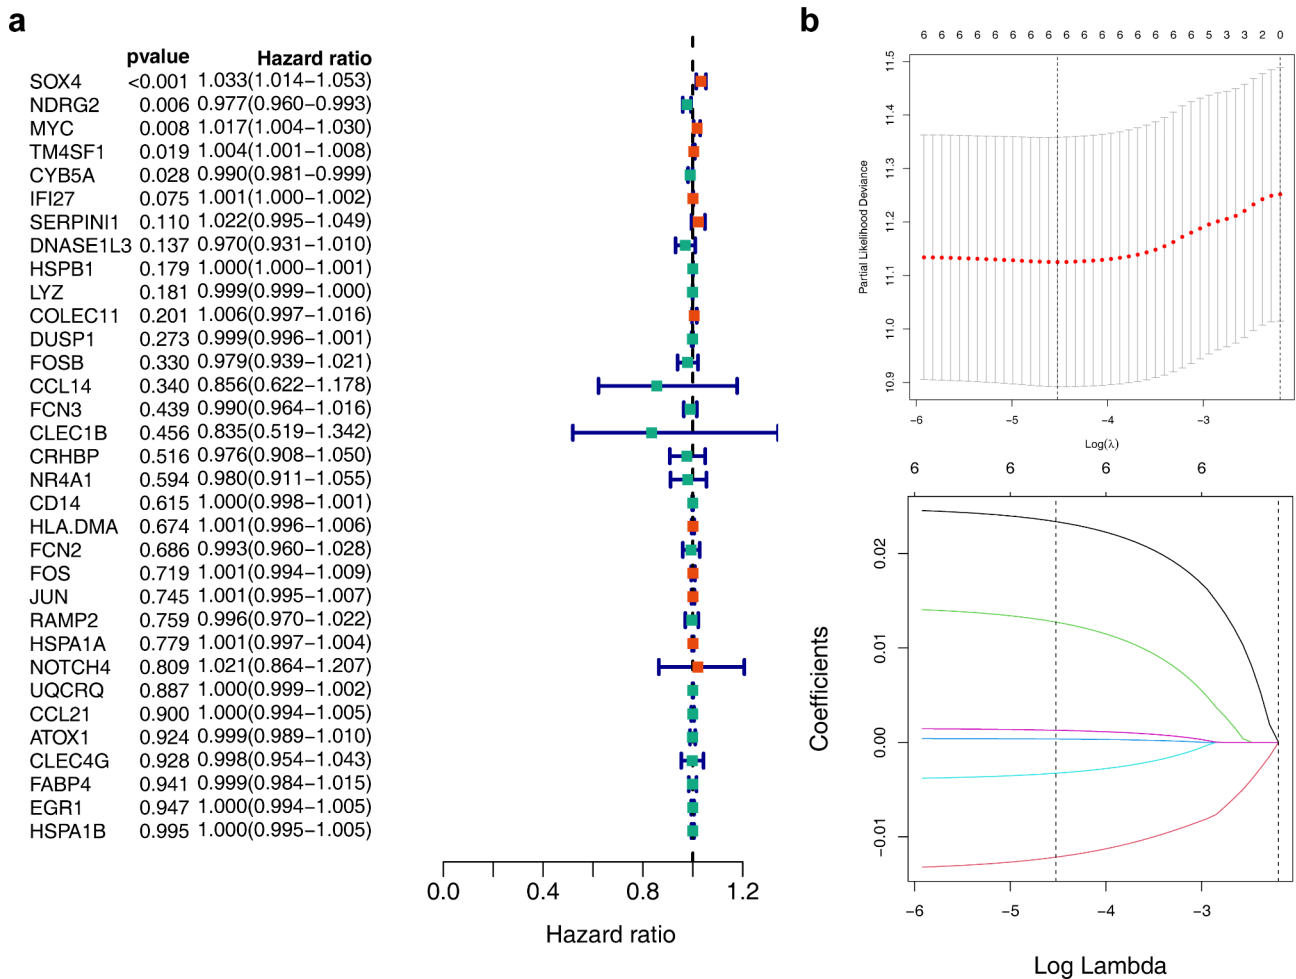 a
pvalue Hazard ratio
SOX4 <0.001 1.033(1.014−1.053)
NDRG2 0.006 0.977(0.960−0.993)
MYC 0.008 1.017(1.004−1.030)
TM4SF1 0.019 1.004(1.001−1.008)
CYB5A 0.028 0.990(0.981−0.999)
IFI27 0.075 1.001(1.000−1.002)
SERPINI1 0.110 1.022(0.995−1.049)
DNASE1L3 0.137 0.970(0.931−1.010)
HSPB1 0.179 1.000(1.000−1.001)
LYZ 0.181 0.999(0.999−1.000)
COLEC11 0.201 1.006(0.997−1.016)
DUSP1 0.273 0.999(0.996−1.001)
FOSB 0.330 0.979(0.939−1.021)
CCL14 0.340 0.856(0.622−1.178)
FCN3 0.439 0.990(0.964−1.016)
CLEC1B 0.456 0.835(0.519−1.342)
CRHBP 0.516 0.976(0.908−1.050)
NR4A1 0.594 0.980(0.911−1.055)
CD14 0.615 1.000(0.998−1.001)
HLA.DMA 0.674 1.001(0.996−1.006)
FCN2 0.686 0.993(0.960−1.028)
FOS 0.719 1.001(0.994−1.009)
JUN 0.745 1.001(0.995−1.007)
RAMP2 0.759 0.996(0.970−1.022)
HSPA1A 0.779 1.001(0.997−1.004)
NOTCH4 0.809 1.021(0.864−1.207)
UQCRQ 0.887 1.000(0.999−1.002)
CCL21 0.900 1.000(0.994−1.005)
ATOX1 0.924 0.999(0.989−1.010)
CLEC4G 0.928 0.998(0.954−1.043)
FABP4 0.941 0.999(0.984−1.015)
EGR1 0.947 1.000(0.994−1.005)
HSPA1B 0.995 1.000(0.995−1.005)
0.0 0.4 0.8 1.2
Hazard ratio
b
6 6 6 6 6 6 6 6 6 6 6 6 6 6 6 6 5 3 3 2 0
11.5
11.4
11.3
11.2
11.1
11.0
10.9
Partial Likelihood Deviance
−6 −5 −4 −3
Log(λ)
6 6 6 6
0.02
0.01
0.00
−0.01
Coefficients
−6 −5 −4 −3
Log Lambda